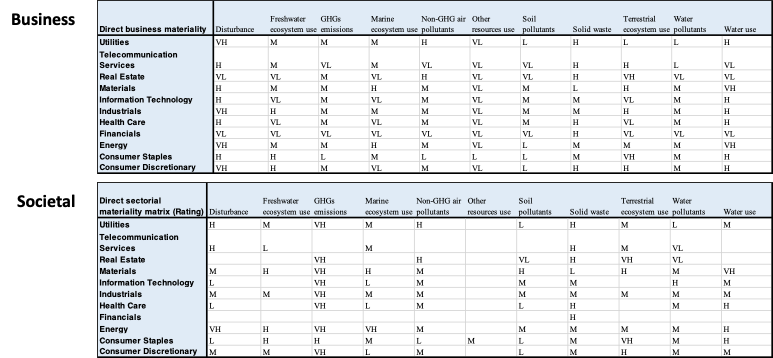 Business
Direct business materiality Disturbance Freshwater ecosystem use GHGs emissions Marine ecosystem use Non-GHG air pollutants Other resources use Soil pollutants Solid waste Terrestrial ecosystem use Water pollutants Water use
Utilities VH M M M H VL L H L L H
Telecommunication
Services H M VL M VL VL VL H H L VL
Real Estate VL VL M VL H VL VL H VH VL VL
Materials H M M H M VL M L H M VH
Information Technology H VL M VL M VL M M VL M H
Industrials VH H M M M VL M M H M H
Health Care H VL M VL M VL M H VL M H
Financials VL VL VL VL VL VL VL H VL VL VL
Energy VH M M H M VL L M M M VH
Consumer Staples H H L M L L L M VH M H
Consumer Discretionary VH H M VL M VL L H H M H
Societal
Direct sectorial materiality matrix (Rating) Disturbance Freshwater ecosystem use GHGs emissions Marine ecosystem use Non-GHG air pollutants Other resources use Soil pollutants Solid waste Terrestrial ecosystem use Water pollutants Water use
Utilities H M VH M H L H M L M
Telecommunication
Services H L M H M VL
Real Estate VH H VL H VH VL
Materials M H VH H M H L H M VH
Information Technology L VH L M M M H M
Industrials M M VH M M M M M M M
Health Care L VH L M L H M H
Financials H
Energy VH H VH VH M M M M M H
Consumer Staples L H H M L M L M VH M H
Consumer Discretionary M M VH L M L M H M M